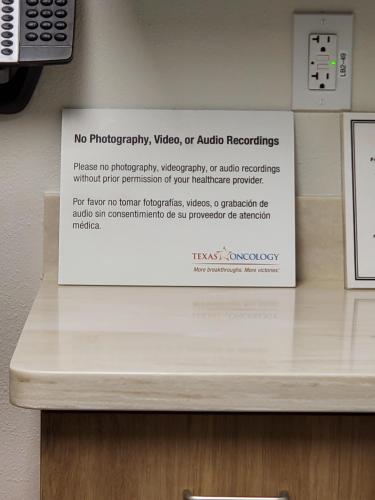 LB2-49
No Photography, Video, or Audio Recordings
Please no photography, videography, or audio recordings
without prior permission of your healthcare provider.
Por favor no tomar fotografías, videos, o grabación de
audio sin consentimiento de su proveedor de atención
médica.
TEXAS ONCOLOGY
More breakthroughs. More victories.®